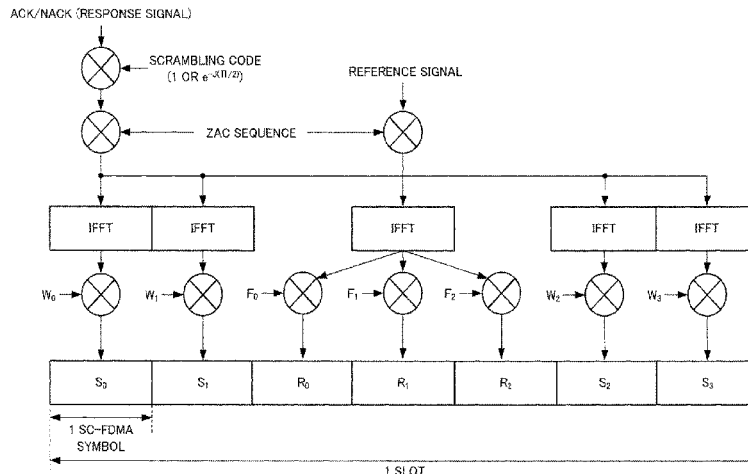 ACK/NACK (RESPONSE SIGNAL)
SCRAMBLING CODE
(1 OR e^-J(Π/2))
REFERENCE SIGNAL
ZAC SEQUENCE
IFFT IFFT IFFT IFFT IFFT
W0 W1 F0 F1 F2 W2 W3
S0 S1 R0 R1 R2 S2 S3
1 SC-FDMA
SYMBOL
1 SLOT